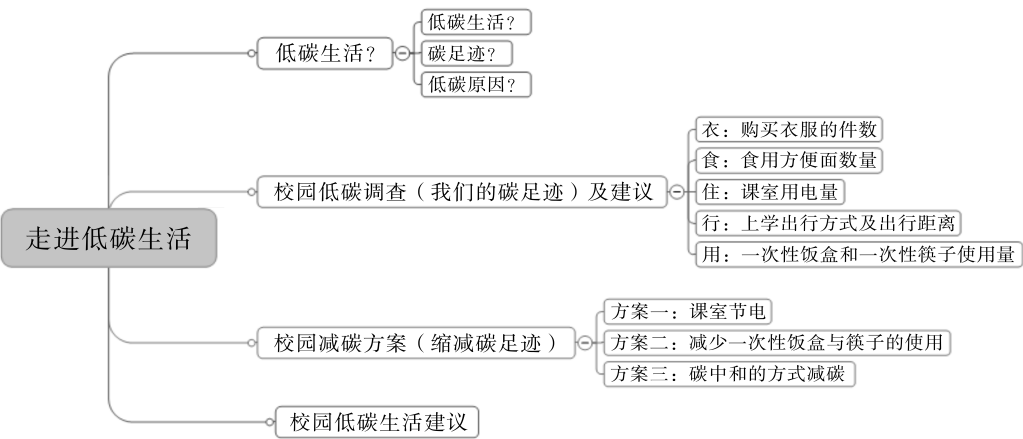 走进低碳生活
低碳生活？
低碳生活？
碳足迹？
低碳原因？
校园低碳调查（我们的碳足迹）及建议
衣：购买衣服的件数
食：食用方便面数量
住：课室用电量
行：上学出行方式及出行距离
用：一次性饭盒和一次性筷子使用量
校园减碳方案（缩减碳足迹）
方案一：课室节电
方案二：减少一次性饭盒与筷子的使用
方案三：碳中和的方式减碳
校园低碳生活建议